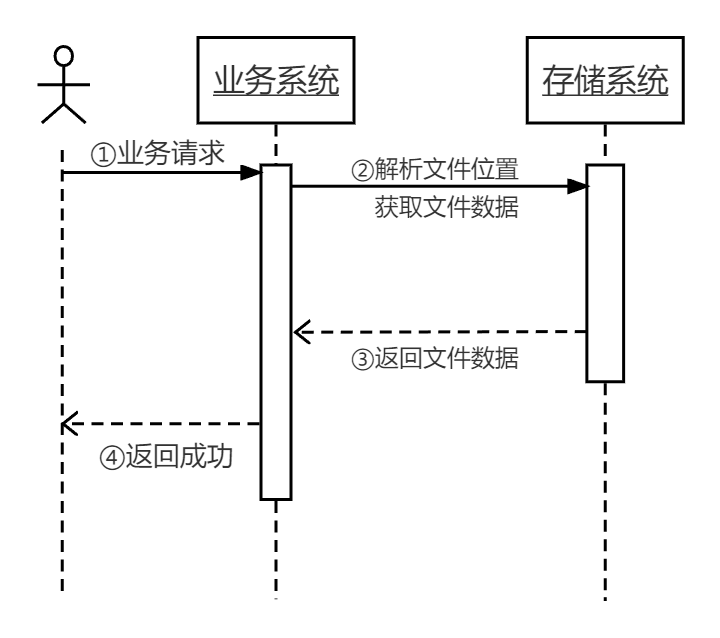 业务系统
存储系统
①业务请求
②解析文件位置
获取文件数据
③返回文件数据
④返回成功